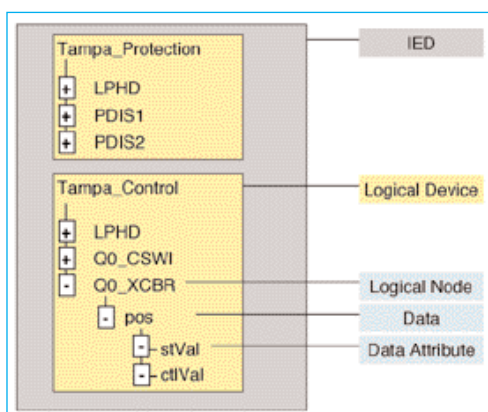 Tampa_Protection
+ LPHD
+ PDIS1
+ PDIS2
Tampa_Control
+ LPHD
+ Q0_CSWI
- Q0_XCBR
- pos
- stVal
- ctlVal
IED
Logical Device
Logical Node
Data
Data Attribute